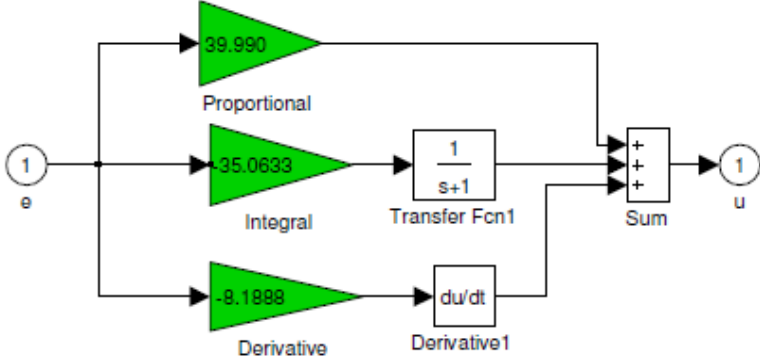 39.990
Proportional
1
e
-35.0633
Integral
1
s+1
Transfer Fcn1
+
+
+
Sum
1
u
-8.1888
Derivative
du/dt
Derivative1